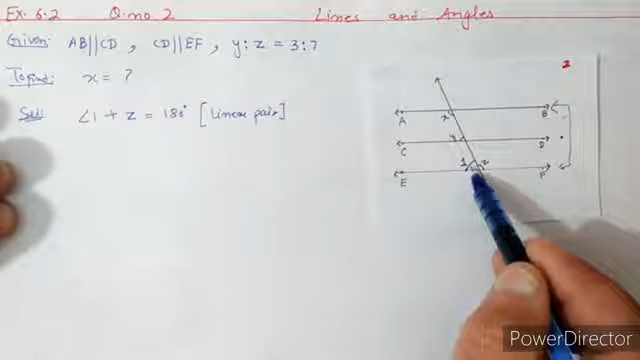 Ex. 6.2 Q.no. 2 Lines and Angles
Given: AB||CD , CD||EF , y:z = 3:7
To find x = ?
Sol: ∠1 + z = 180° [Linear pair]
2
A x B
C y D
1 z
E F
PowerDirector